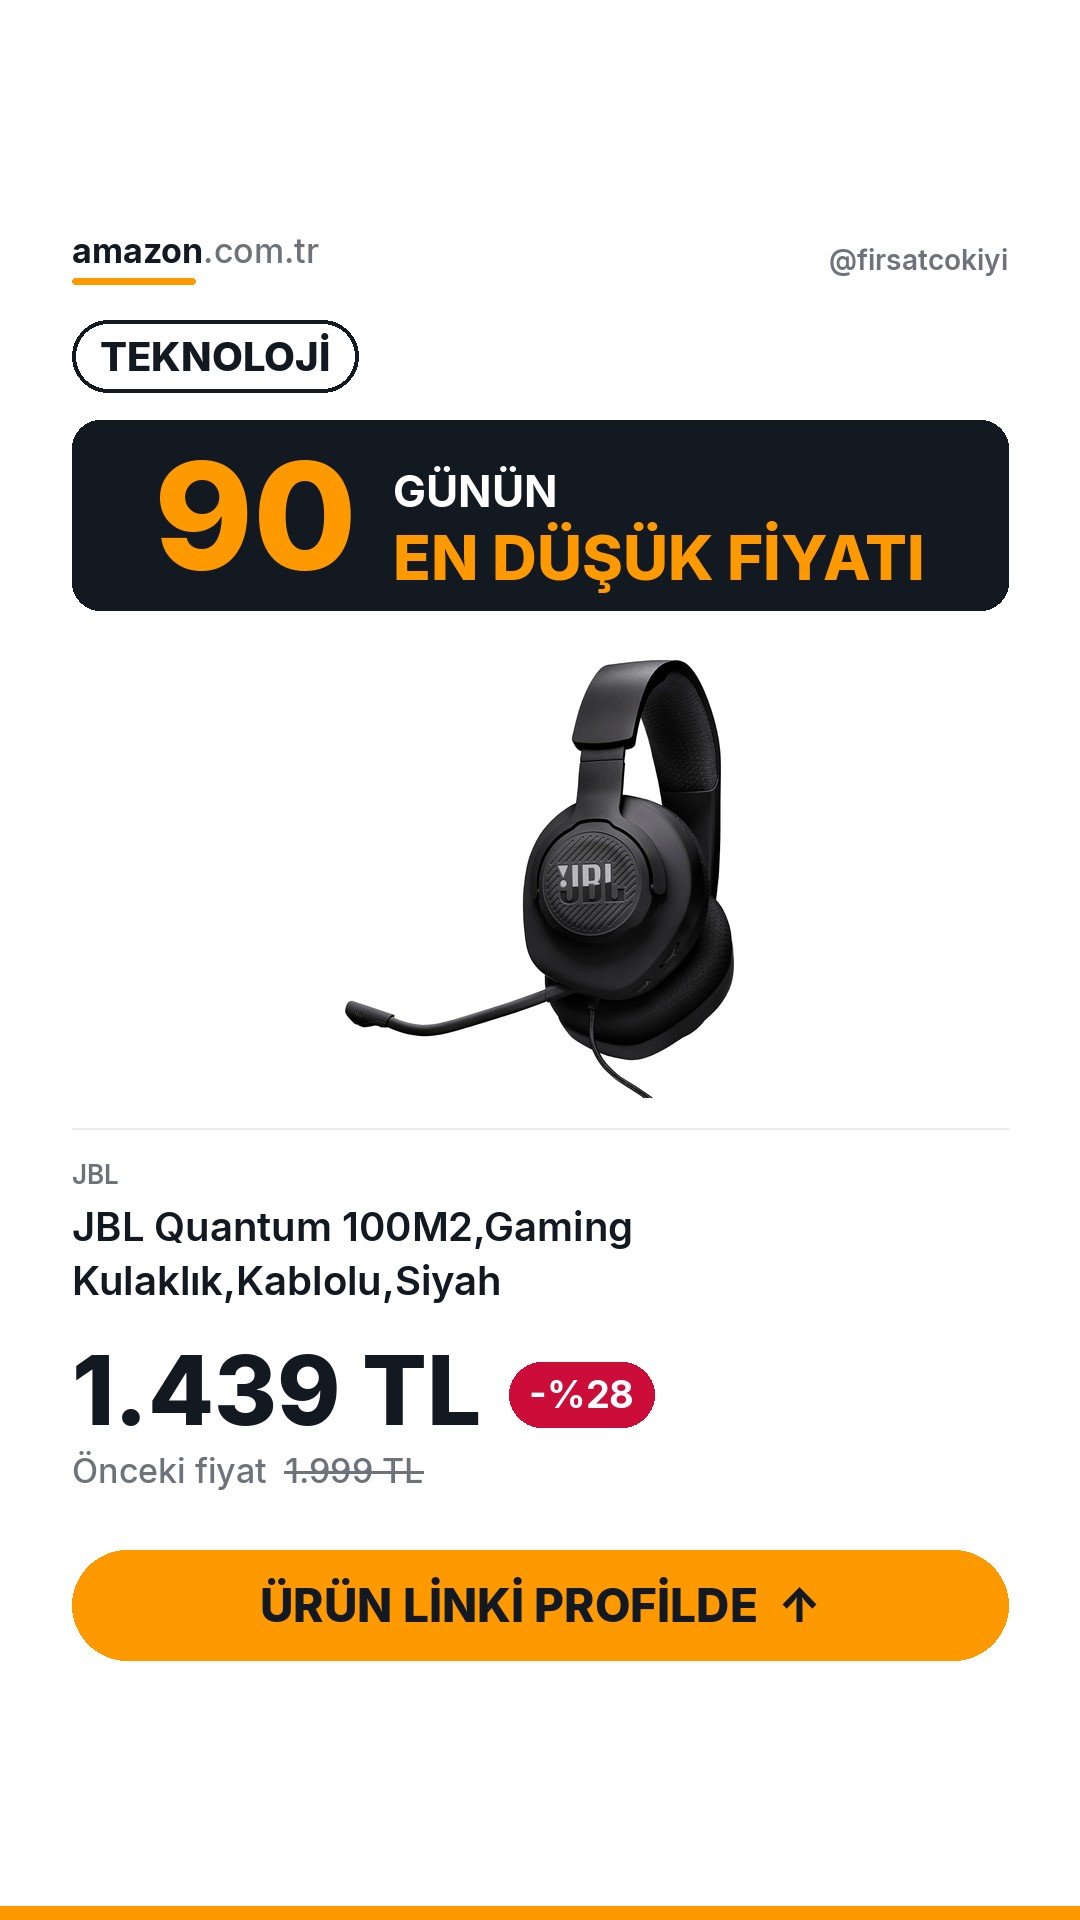 amazon.com.tr
@firsatcokiyi
TEKNOLOJİ
90 GÜNÜN
EN DÜŞÜK FİYATI
JBL
JBL
JBL Quantum 100M2,Gaming
Kulaklık,Kablolu,Siyah
1.439 TL -%28
Önceki fiyat 1.999 TL
ÜRÜN LİNKİ PROFİLDE ↑